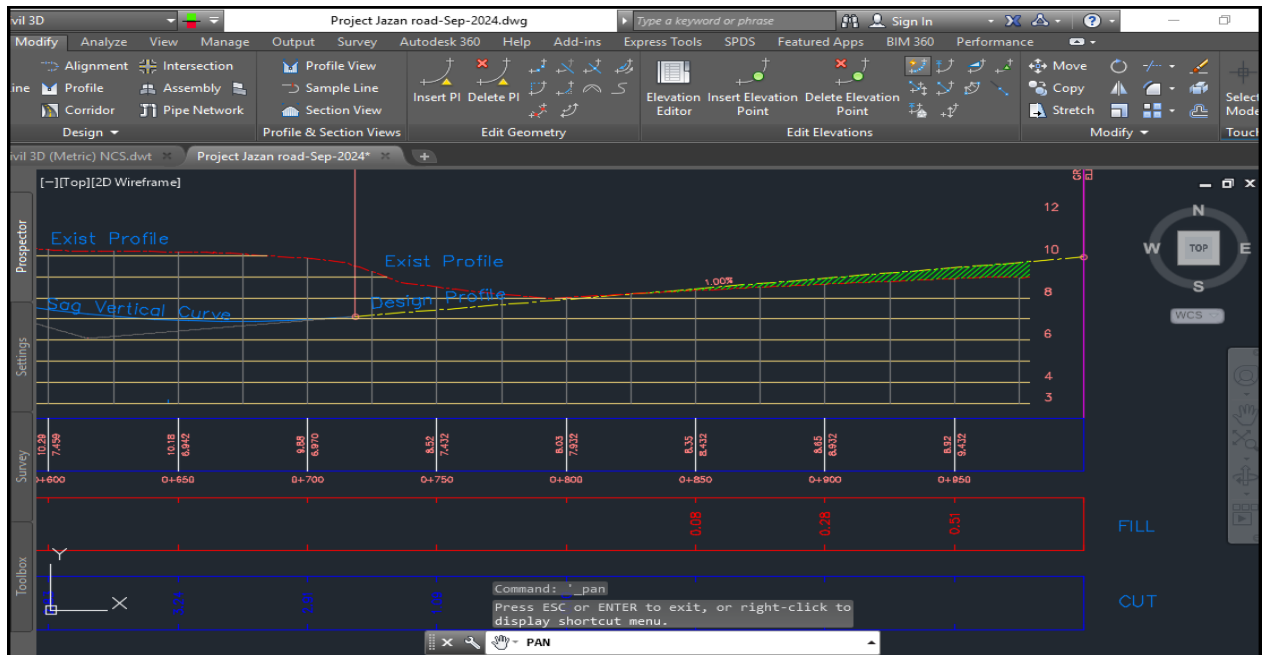 vil 3D Project Jazan road-Sep-2024.dwg Type a keyword or phrase Sign In
Modify Analyze View Manage Output Survey Autodesk 360 Help Add-ins Express Tools SPDS Featured Apps BIM 360 Performance
Alignment Intersection Profile View Move
ine Profile Assembly Sample Line Insert PI Delete PI Elevation Editor Insert Elevation Point Delete Elevation Point Copy
Corridor Pipe Network Section View Stretch
Design Profile & Section Views Edit Geometry Edit Elevations Modify Touch
vil 3D (Metric) NCS.dwt Project Jazan road-Sep-2024*
[−][Top][2D Wireframe]
12
N
Exist Profile
10
W TOP E
Exist Profile
1.00%
S
8
Sag Vertical Curve
Design Profile
WCS
6
4
3
Prospector
Settings
Survey
Toolbox
10.29 10.18 9.88 8.52 8.03 8.35 8.65 8.92
7.459 6.942 6.970 7.432 7.932 8.432 8.932 9.432
0+600 0+650 0+700 0+750 0+800 0+850 0+900 0+950
0.08 0.28 0.51
FILL
Y
X
3.24 2.91
CUT
Command: '_pan
Press ESC or ENTER to exit, or right-click to
display shortcut menu.
PAN